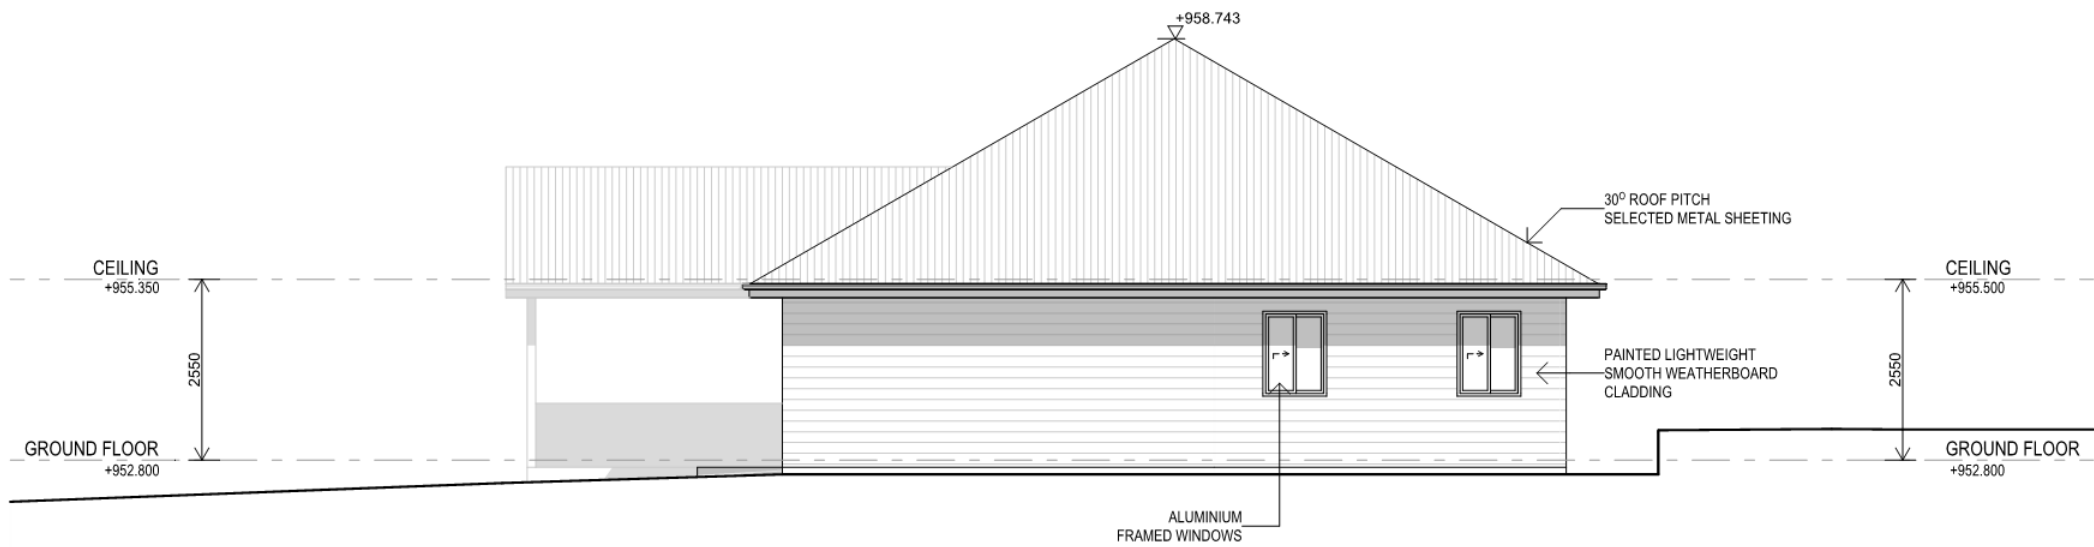 +958.743
30° ROOF PITCH
SELECTED METAL SHEETING
CEILING
+955.350
CEILING
+955.500
2550
2550
PAINTED LIGHTWEIGHT
SMOOTH WEATHERBOARD
CLADDING
GROUND FLOOR
+952.800
GROUND FLOOR
+952.800
ALUMINIUM
FRAMED WINDOWS